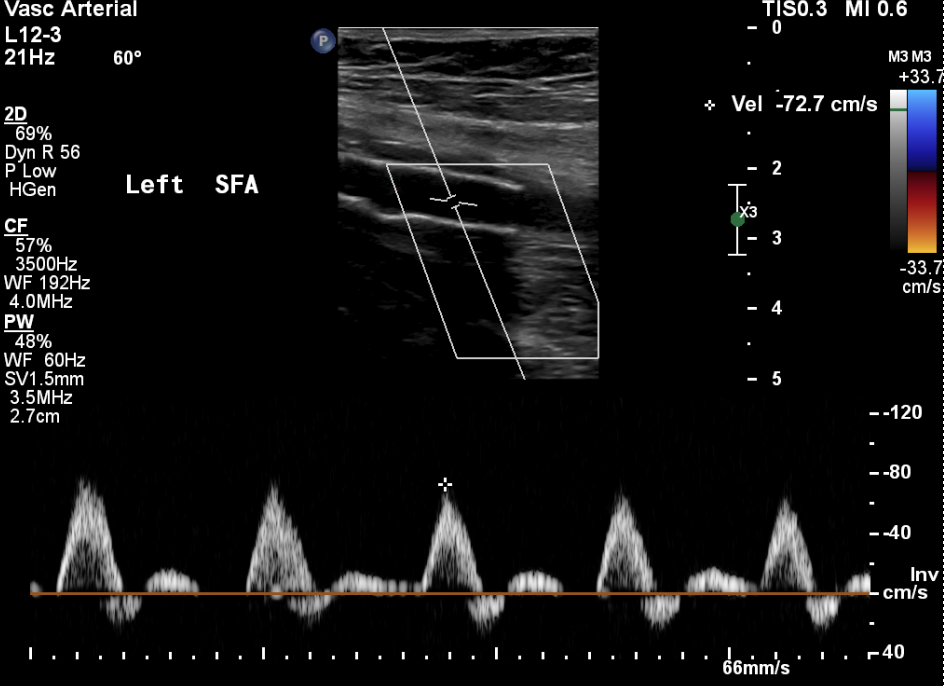 Vasc Arterial
TIS0.3 MI 0.6
L12-3
21Hz 60°
P
0
M3 M3
+33.7
Vel -72.7 cm/s
2D
69%
Dyn R 56
P Low
HGen
2
Left SFA
X3
CF
57%
3500Hz
WF 192Hz
4.0MHz
3
-33.7
cm/s
4
PW
48%
WF 60Hz
SV1.5mm
3.5MHz
2.7cm
5
-120
-80
-40
Inv
cm/s
40
66mm/s